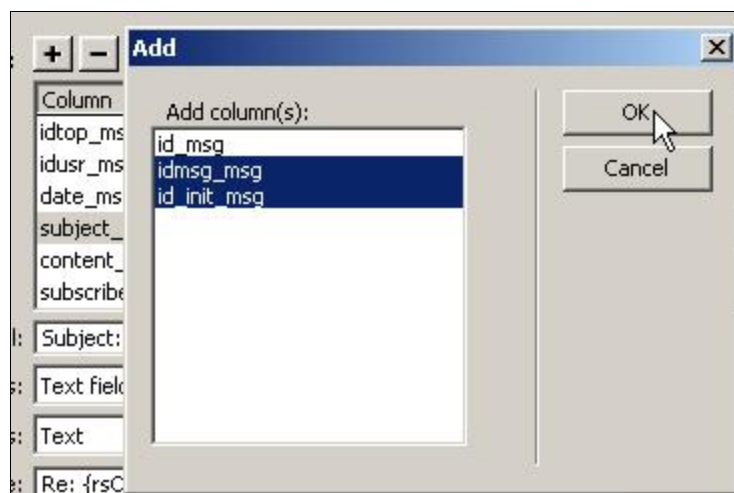 :
+ -
Add
Column
idtop_ms
idusr_ms
date_ms
subject_
content_
subscribe
l: Subject:
s: Text field
s: Text
e: Re: {rsC
Add column(s):
id_msg
idmsg_msg
id_init_msg
OK
Cancel